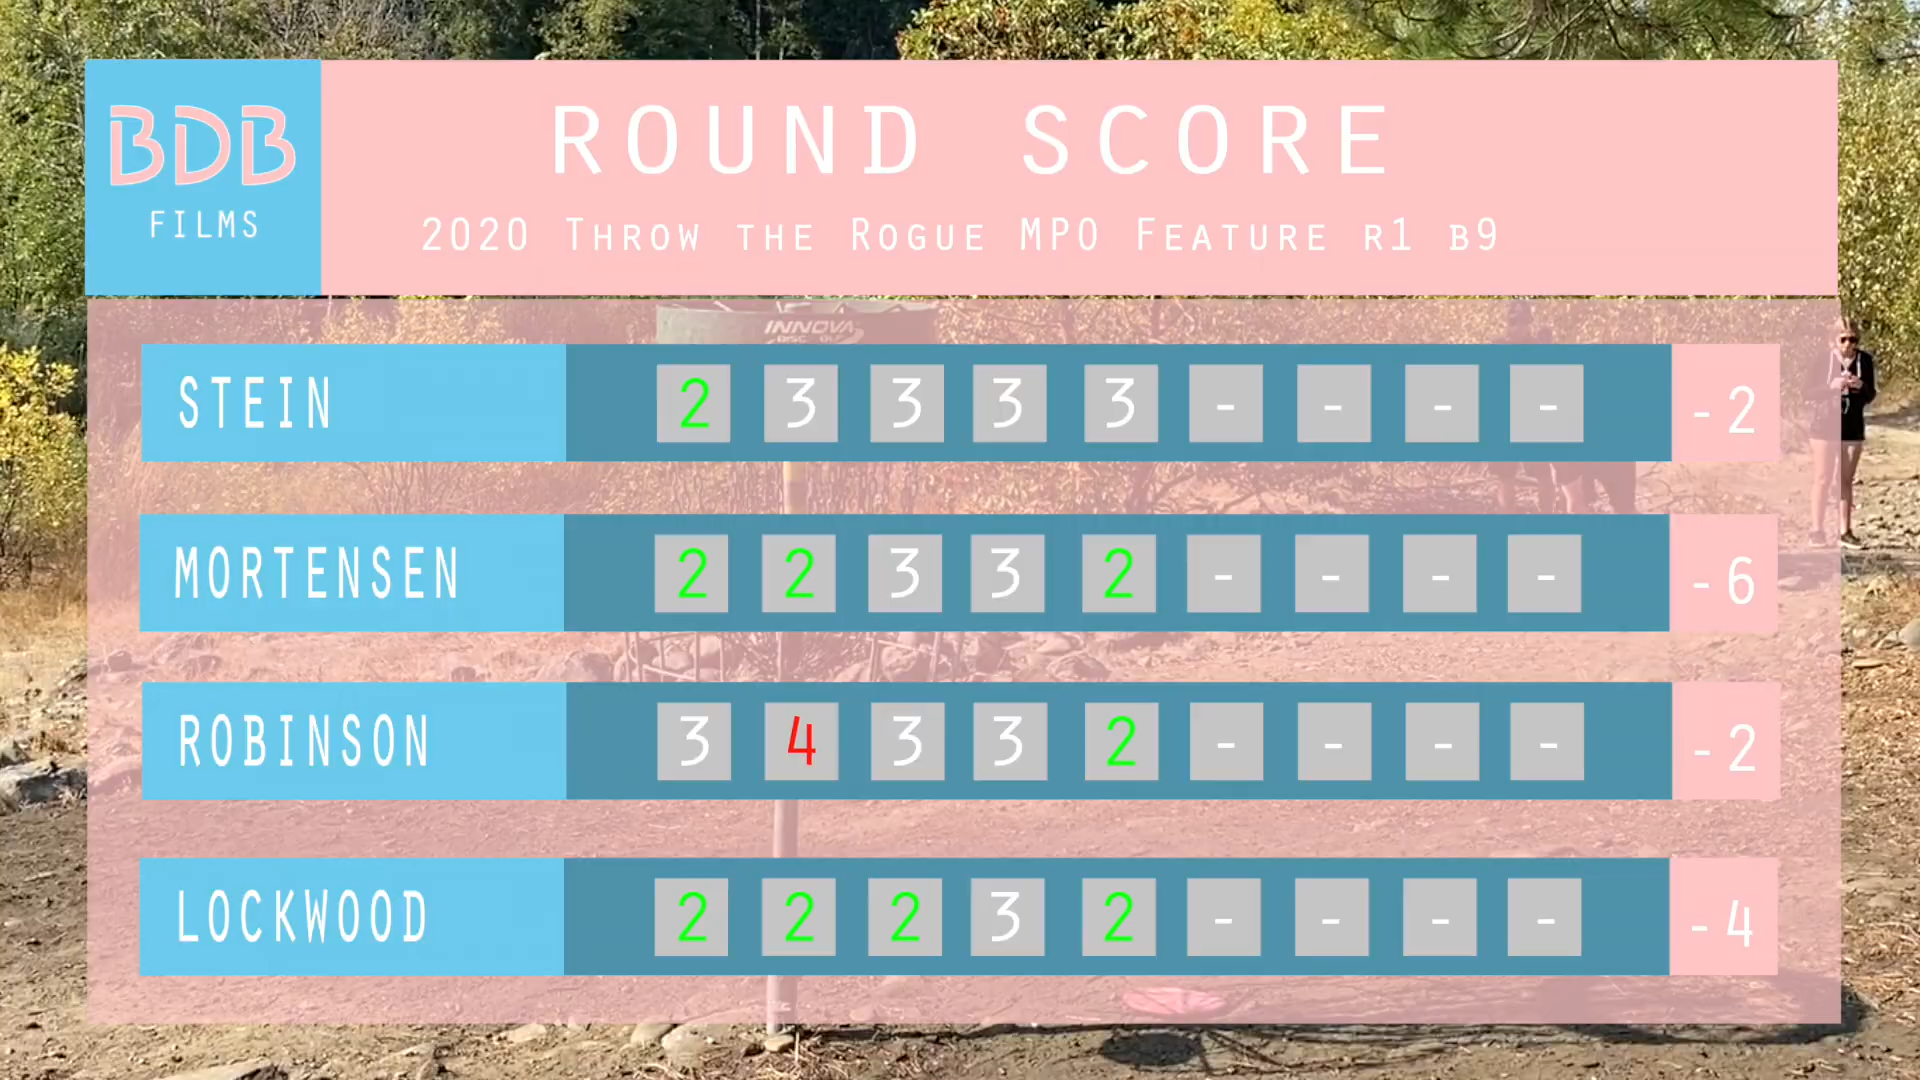 BDB
FILMS
ROUND SCORE
2020 THROW THE ROGUE MPO FEATURE R1 B9
INNOVA
STEIN 2 3 3 3 3 - - - - -2
MORTENSEN 2 2 3 3 2 - - - - -6
ROBINSON 3 4 3 3 2 - - - - -2
LOCKWOOD 2 2 2 3 2 - - - - -4